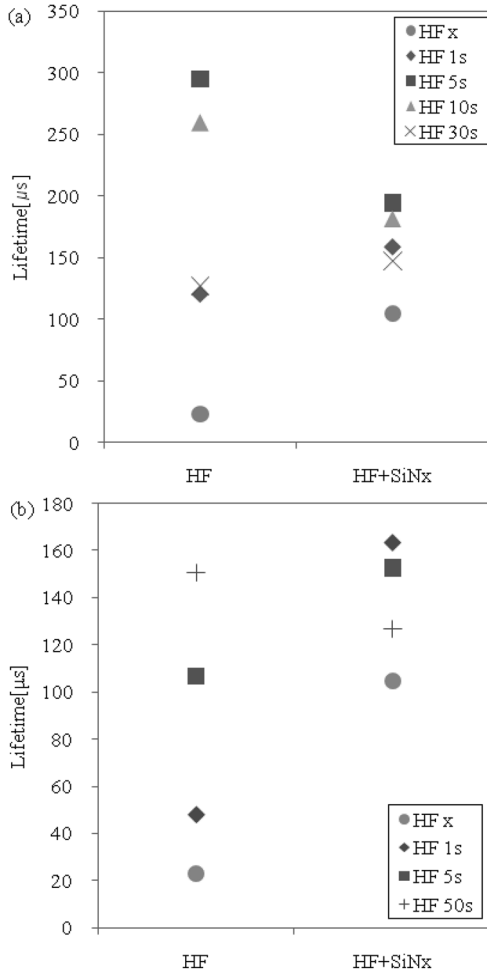 (a)
350
300
250
200
150
100
50
0
Lifetime[μs]
HF x
HF 1s
HF 5s
HF 10s
HF 30s
HF HF+SiNx
(b)
180
160
140
120
100
80
60
40
20
0
Lifetime[μs]
HF x
HF 1s
HF 5s
HF 50s
HF HF+SiNx